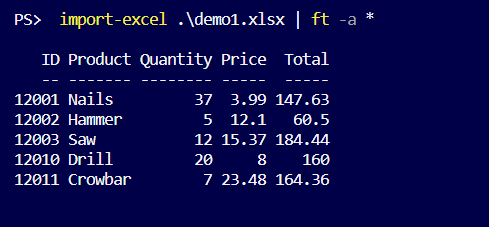 PS>  import-excel .\demo1.xlsx | ft -a *
   ID Product Quantity Price  Total
   -- ------- -------- -----  -----
12001 Nails         37  3.99 147.63
12002 Hammer         5  12.1   60.5
12003 Saw           12 15.37 184.44
12010 Drill         20     8    160
12011 Crowbar        7 23.48 164.36